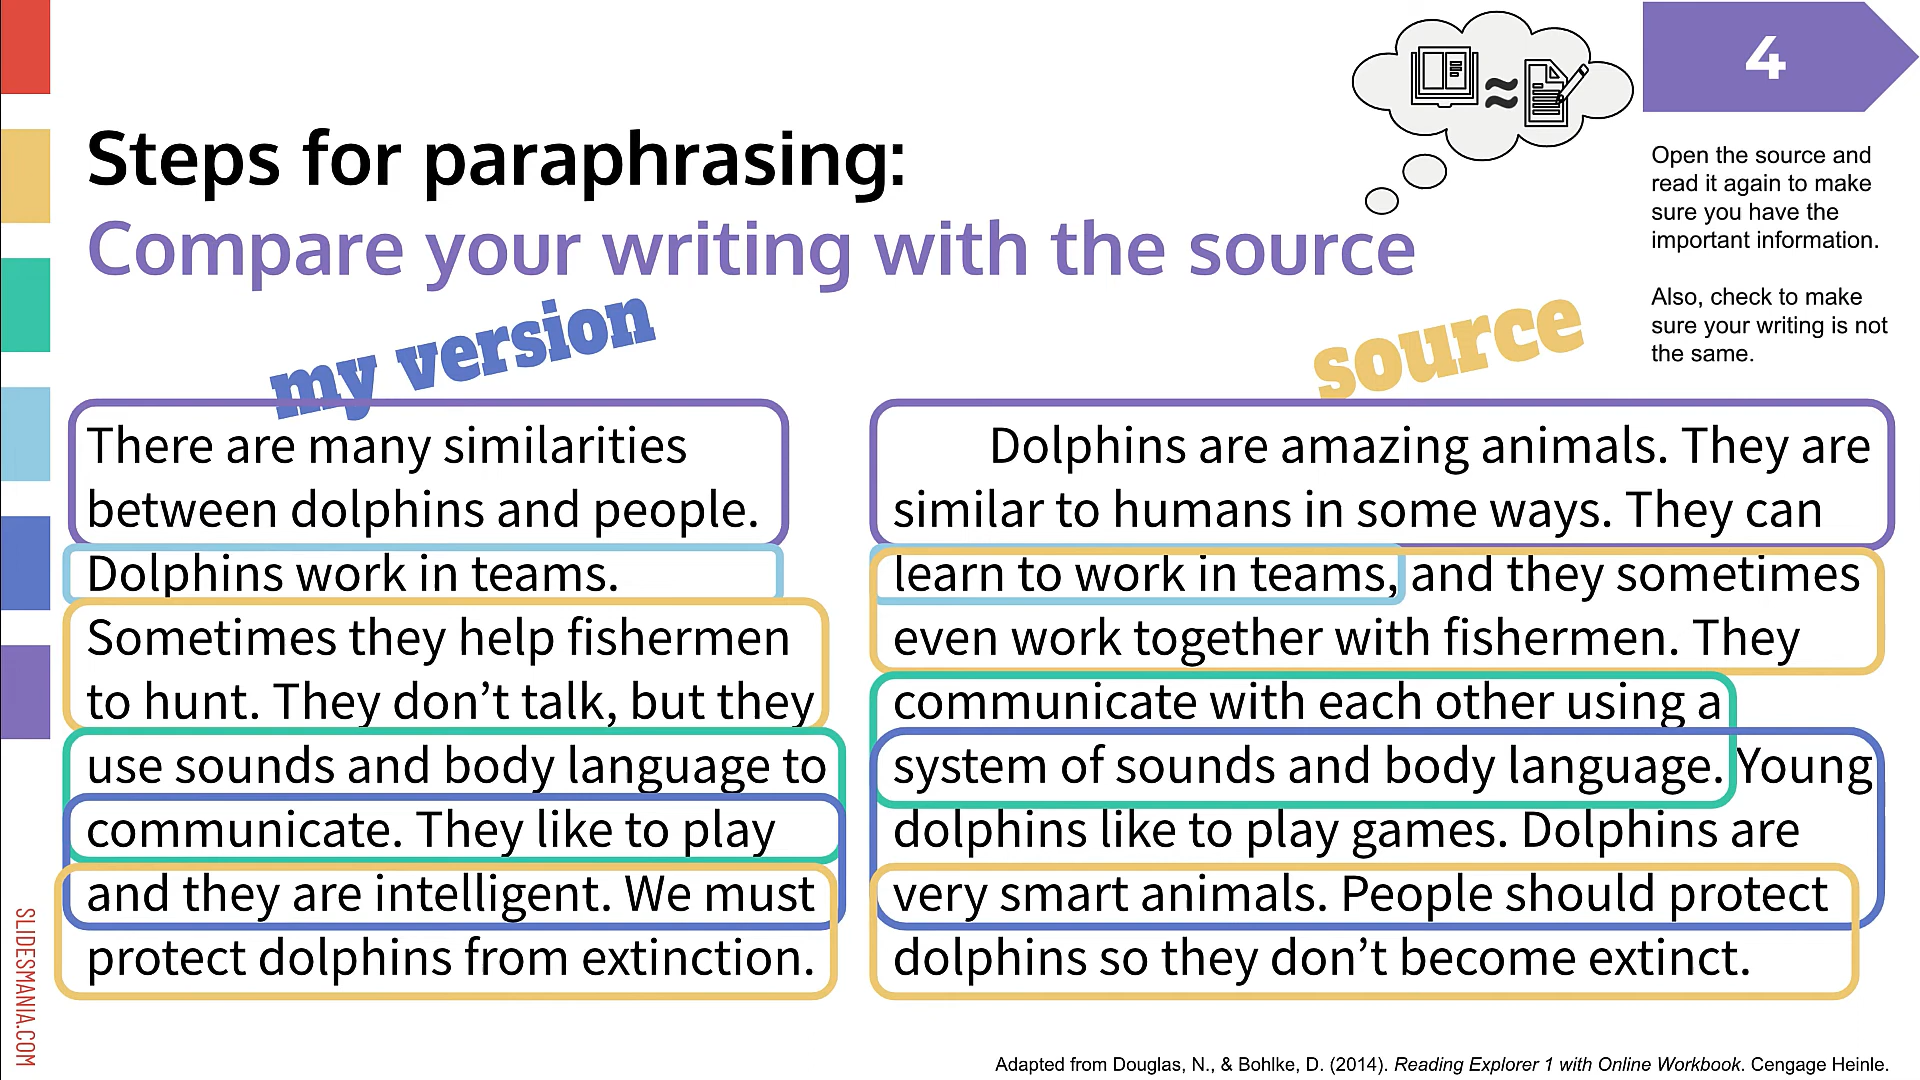 4
Steps for paraphrasing:
Compare your writing with the source
Open the source and
read it again to make
sure you have the
important information.
Also, check to make
sure your writing is not
the same.
my version
There are many similarities
between dolphins and people.
Dolphins work in teams.
Sometimes they help fishermen
to hunt. They don’t talk, but they
use sounds and body language to
communicate. They like to play
and they are intelligent. We must
protect dolphins from extinction.
source
Dolphins are amazing animals. They are
similar to humans in some ways. They can
learn to work in teams, and they sometimes
even work together with fishermen. They
communicate with each other using a
system of sounds and body language. Young
dolphins like to play games. Dolphins are
very smart animals. People should protect
dolphins so they don’t become extinct.
Adapted from Douglas, N., & Bohlke, D. (2014). Reading Explorer 1 with Online Workbook. Cengage Heinle.
SLIDESMANIA.COM